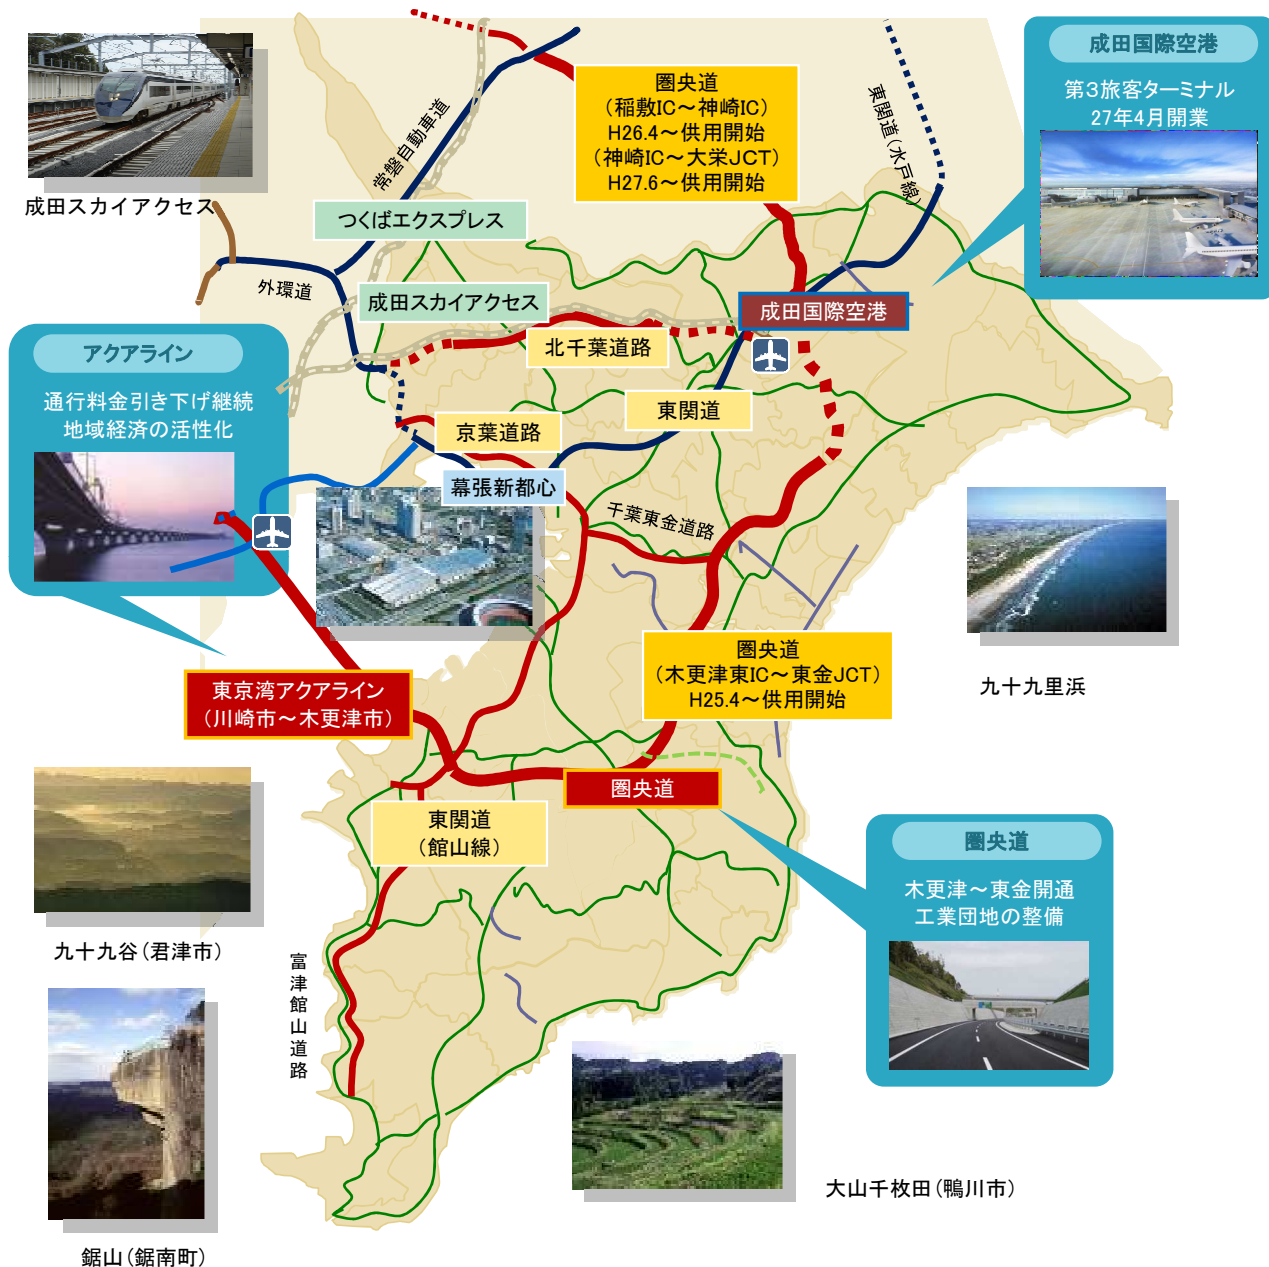 成田国際空港
第3旅客ターミナル
27年4月開業
圏央道
(稲敷IC～神崎IC)
H26.4～供用開始
(神崎IC～大栄JCT)
H27.6～供用開始
東関道(水戸線)
常磐自動車道
成田スカイアクセス
つくばエクスプレス
外環道
成田スカイアクセス
成田国際空港
北千葉道路
アクアライン
通行料金引き下げ継続
地域経済の活性化
東関道
京葉道路
幕張新都心
千葉東金道路
圏央道
(木更津東IC～東金JCT)
H25.4～供用開始
九十九里浜
東京湾アクアライン
(川崎市～木更津市)
圏央道
東関道
(館山線)
圏央道
木更津～東金開通
工業団地の整備
九十九谷(君津市)
富津館山道路
大山千枚田(鴨川市)
鋸山(鋸南町)